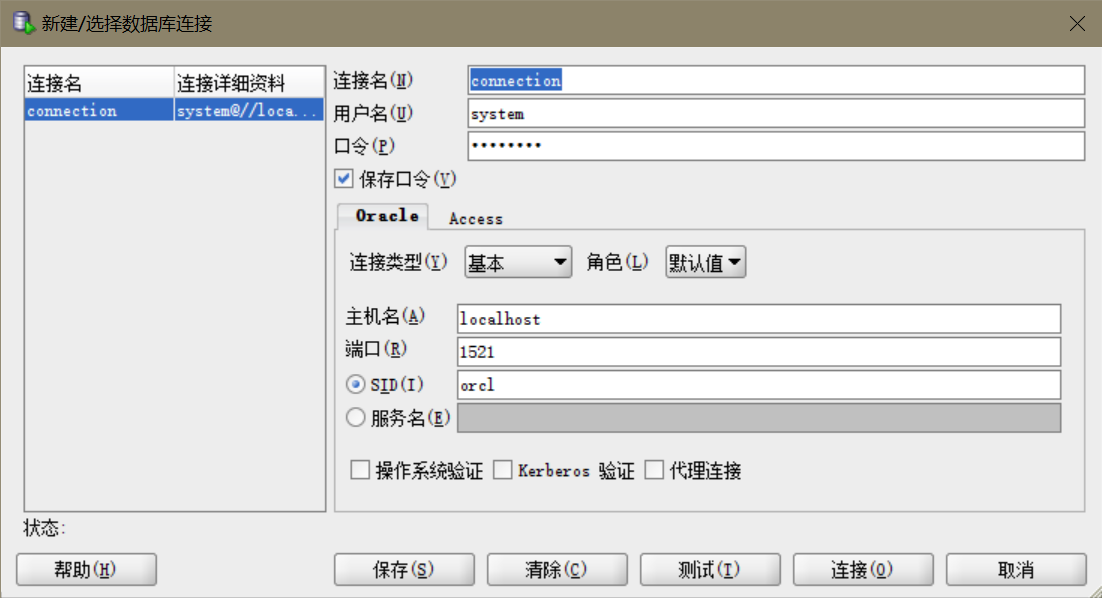 新建/选择数据库连接
连接名 连接详细资料
connection system@//loca...
连接名(N) connection
用户名(U) system
口令(P) ••••••••
保存口令(V)
Oracle Access
连接类型(Y) 基本 角色(L) 默认值
主机名(A) localhost
端口(R) 1521
SID(I) orcl
服务名(E)
操作系统验证 Kerberos 验证 代理连接
状态:
帮助(H) 保存(S) 清除(C) 测试(T) 连接(O) 取消